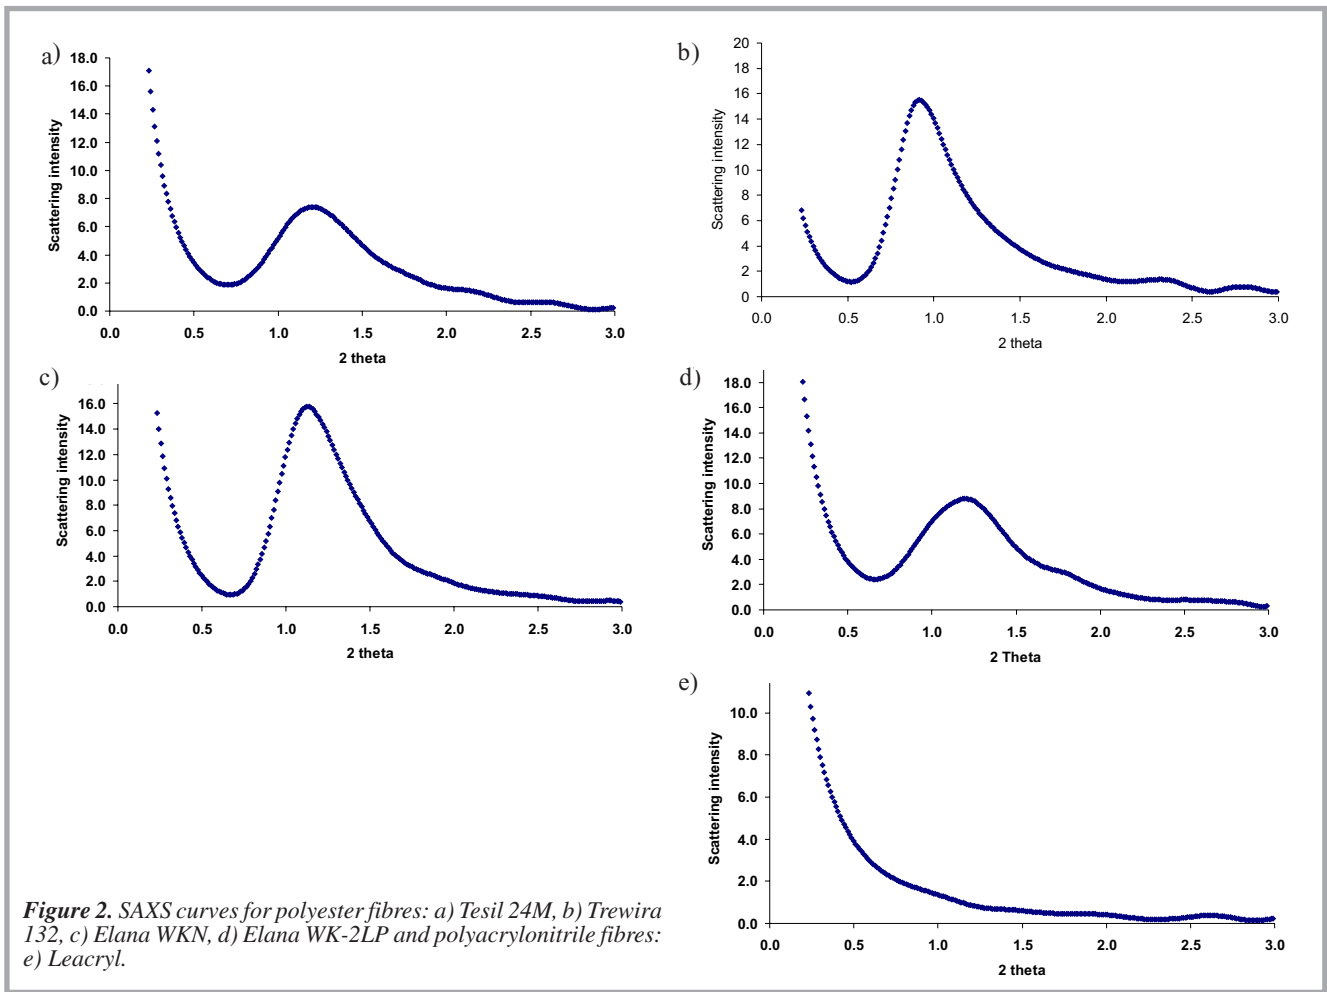 a)
18.0
16.0
14.0
12.0
10.0
8.0
6.0
4.0
2.0
0.0
Scattering intensity
0.0 0.5 1.0 1.5 2.0 2.5 3.0
2 theta
b)
20
18
16
14
12
10
8
6
4
2
0
Scattering intensity
0.0 0.5 1.0 1.5 2.0 2.5 3.0
2 theta
c)
16.0
14.0
12.0
10.0
8.0
6.0
4.0
2.0
0.0
Scattering intensity
0.0 0.5 1.0 1.5 2.0 2.5 3.0
2 theta
d)
18.0
16.0
14.0
12.0
10.0
8.0
6.0
4.0
2.0
0.0
Scattering intensity
0.0 0.5 1.0 1.5 2.0 2.5 3.0
2 Theta
e)
10.0
8.0
6.0
4.0
2.0
0.0
Scattering intensity
0.0 0.5 1.0 1.5 2.0 2.5 3.0
2 theta
Figure 2. SAXS curves for polyester fibres: a) Tesil 24M, b) Trewira
132, c) Elana WKN, d) Elana WK-2LP and polyacrylonitrile fibres:
e) Leacryl.